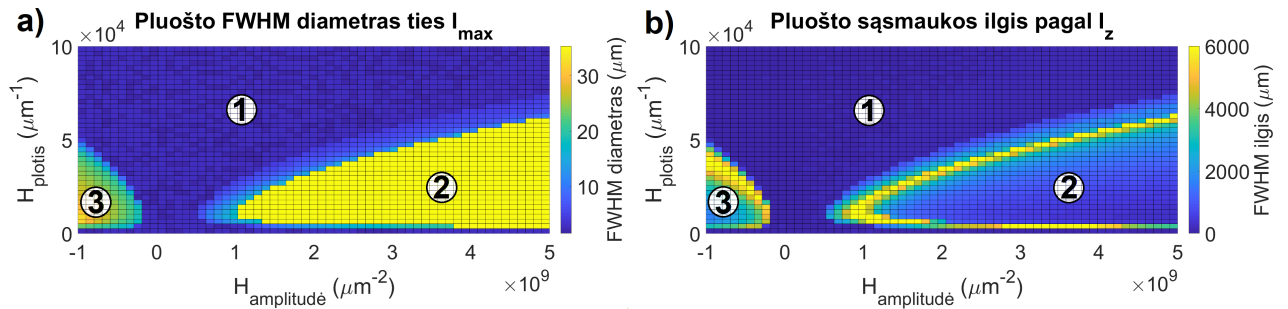 a) Pluošto FWHM diametras ties I_max
×10^4
10
5
0
H_plotis (μm^-1)
1
2
3
-1 0 1 2 3 4 5
×10^9
H_amplitudė (μm^-2)
30
20
10
FWHM diametras (μm)
b) Pluošto sąsmaukos ilgis pagal I_z
×10^4
10
5
0
H_plotis (μm^-1)
1
2
3
-1 0 1 2 3 4 5
×10^9
H_amplitudė (μm^-2)
6000
4000
2000
0
FWHM ilgis (μm)